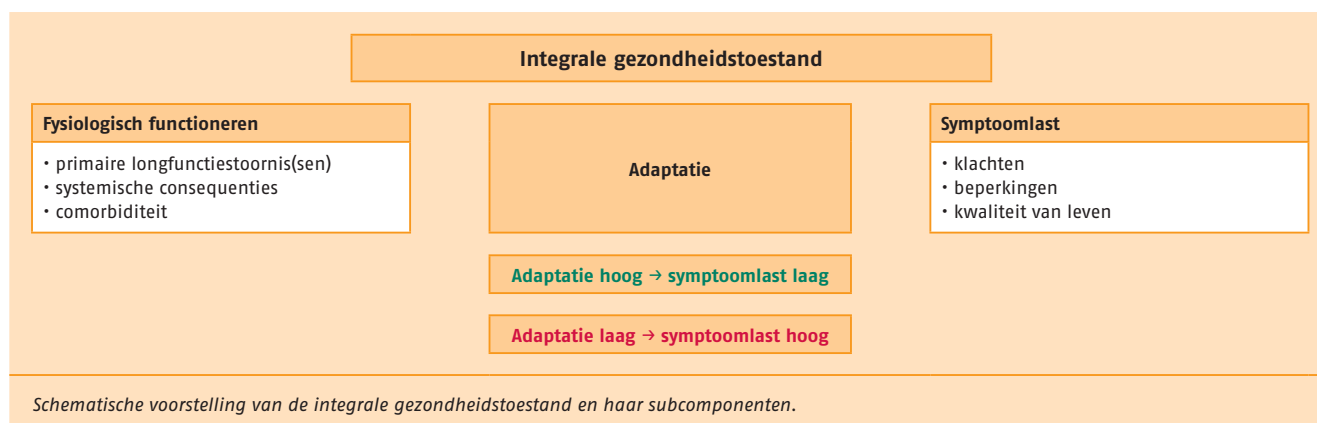 Integrale gezondheidstoestand
Fysiologisch functioneren
• primaire longfunctiestoornis(sen)
• systemische consequenties
• comorbiditeit
Adaptatie
Symptoomlast
• klachten
• beperkingen
• kwaliteit van leven
Adaptatie hoog → symptoomlast laag
Adaptatie laag → symptoomlast hoog
Schematische voorstelling van de integrale gezondheidstoestand en haar subcomponenten.